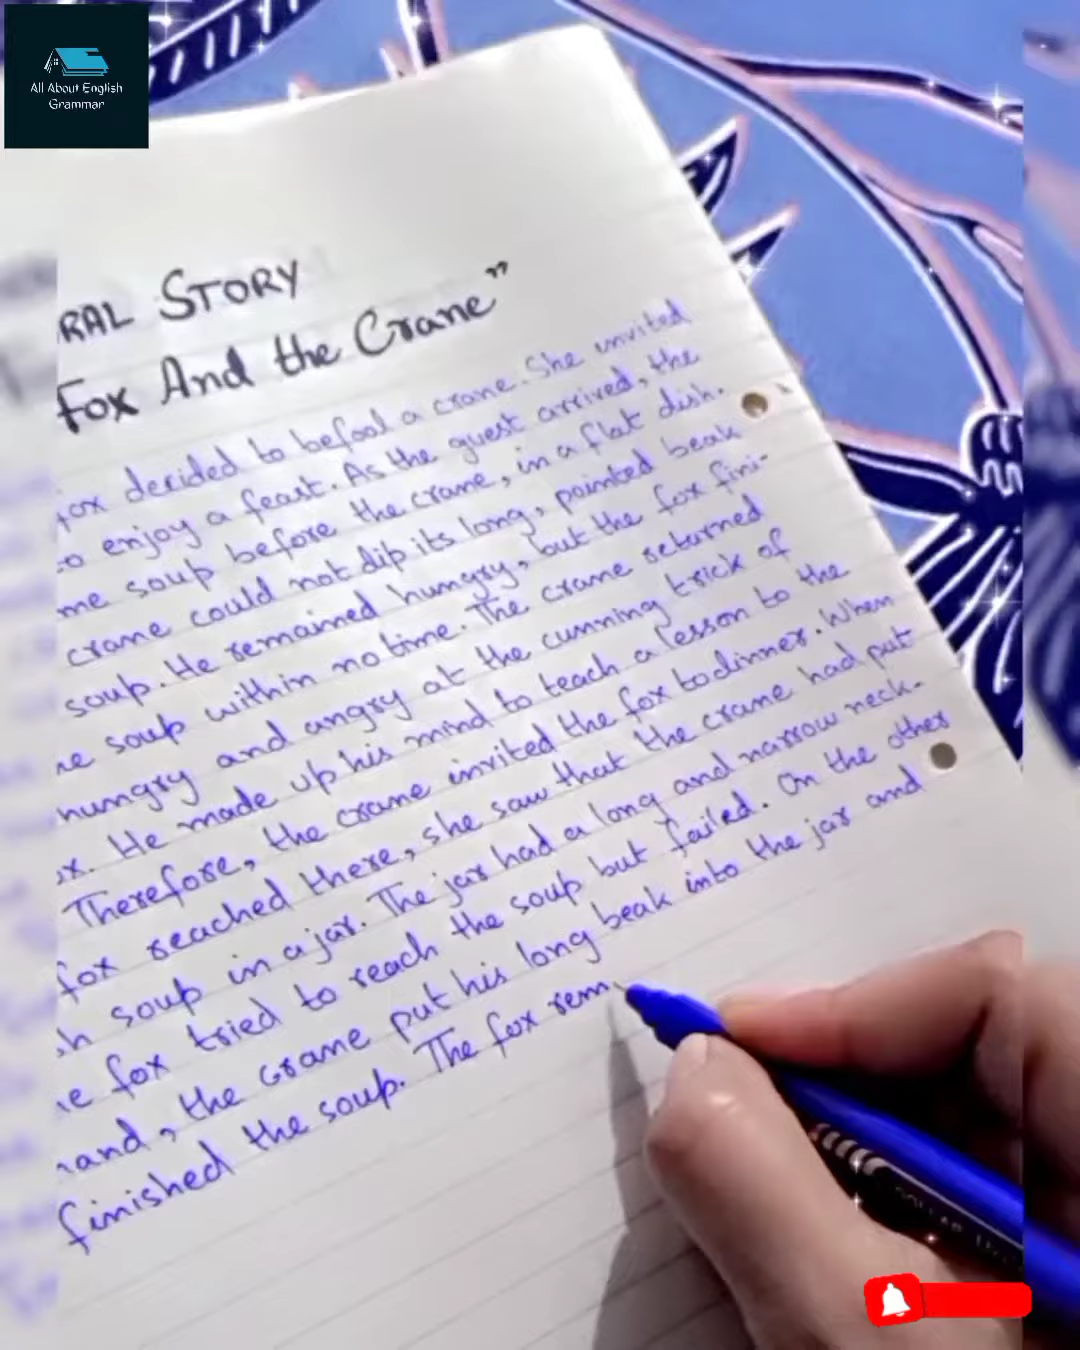 All About English
Grammar
RAL STORY
Fox And the Crane"
fox decided to befool a crane. She invited
to enjoy a feast. As the guest arrived, the
me soup before the crane, in a flat dish.
crane could not dip its long, pointed beak
soup. He remained hungry, but the fox fini-
he soup within no time. The crane returned
hungry and angry at the cunning trick of
ox. He made up his mind to teach a lesson to the
Therefore, the crane invited the fox to dinner. When
fox reached there, she saw that the crane had put
h soup in a jar. The jar had a long and narrow neck.
e fox tried to reach the soup but failed. On the other
hand, the crane put his long beak into the jar and
finished the soup. The fox rem